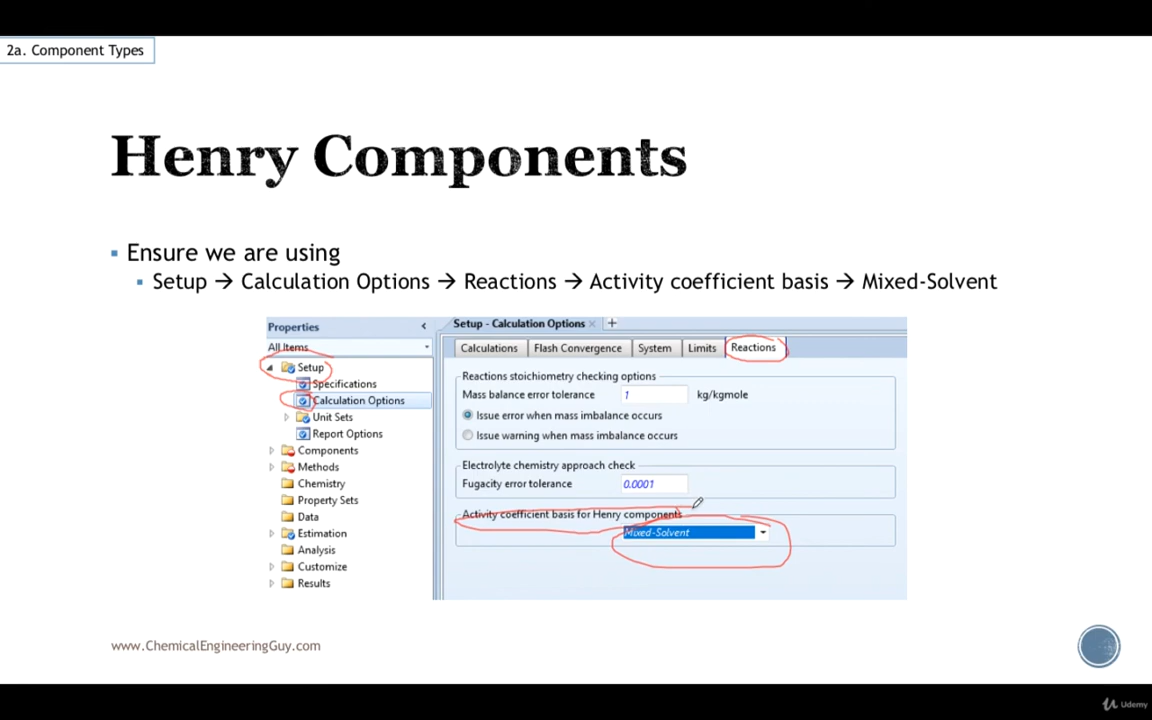 2a. Component Types
Henry Components
Ensure we are using
Setup → Calculation Options → Reactions → Activity coefficient basis → Mixed-Solvent
Properties
All Items
Setup
Specifications
Calculation Options
Unit Sets
Report Options
Components
Methods
Chemistry
Property Sets
Data
Estimation
Analysis
Customize
Results
Setup - Calculation Options
Calculations Flash Convergence System Limits Reactions
Reactions stoichiometry checking options
Mass balance error tolerance 1 kg/kgmole
Issue error when mass imbalance occurs
Issue warning when mass imbalance occurs
Electrolyte chemistry approach check
Fugacity error tolerance 0.0001
Activity coefficient basis for Henry components
Mixed-Solvent
www.ChemicalEngineeringGuy.com
Udemy